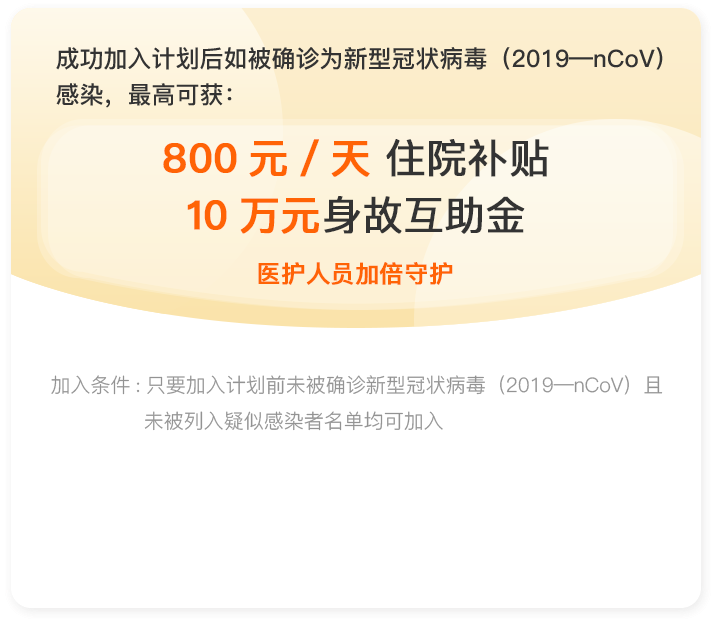 成功加入计划后如被确诊为新型冠状病毒（2019—nCoV）
感染，最高可获：
800 元 / 天 住院补贴
10 万元身故互助金
医护人员加倍守护
加入条件 : 只要加入计划前未被确诊新型冠状病毒（2019—nCoV）且
未被列入疑似感染者名单均可加入